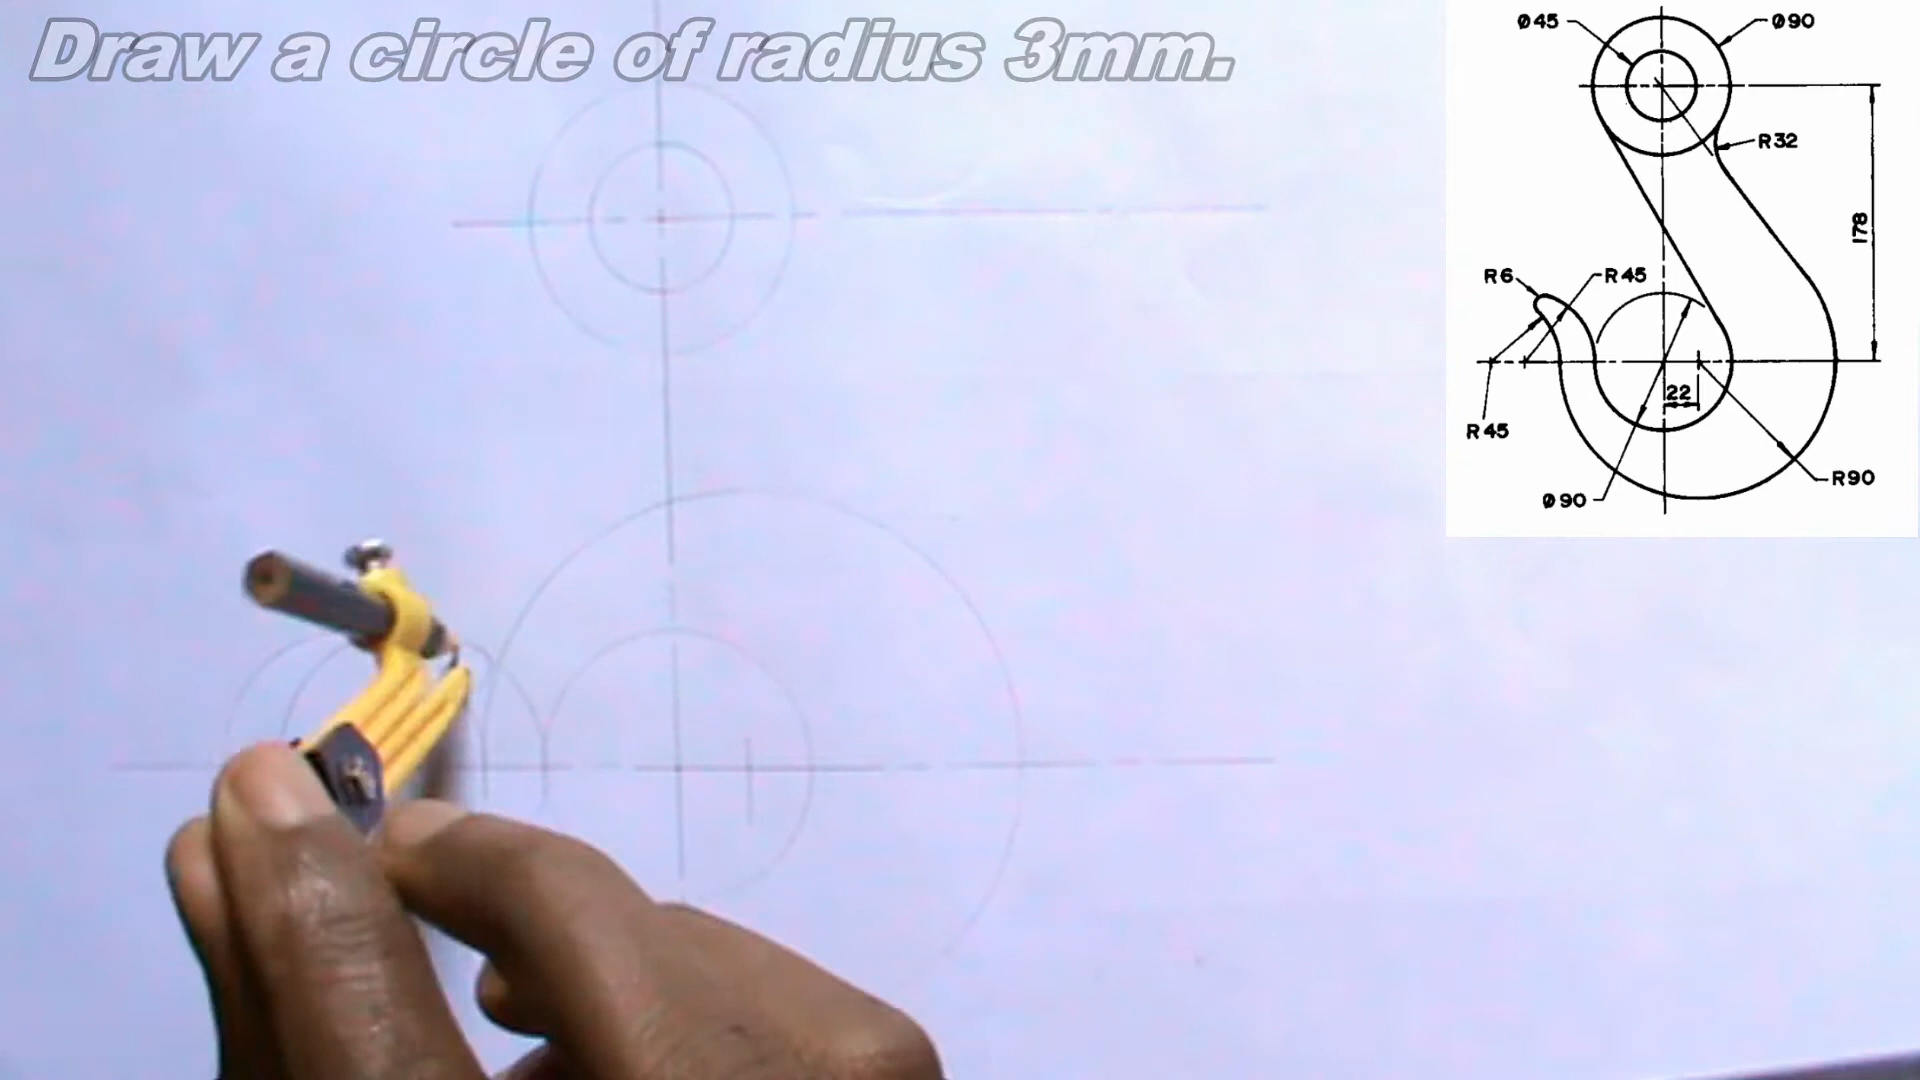 Draw a circle of radius 3mm.
Ø45
Ø90
R32
178
R6
R45
22
R45
R90
Ø90